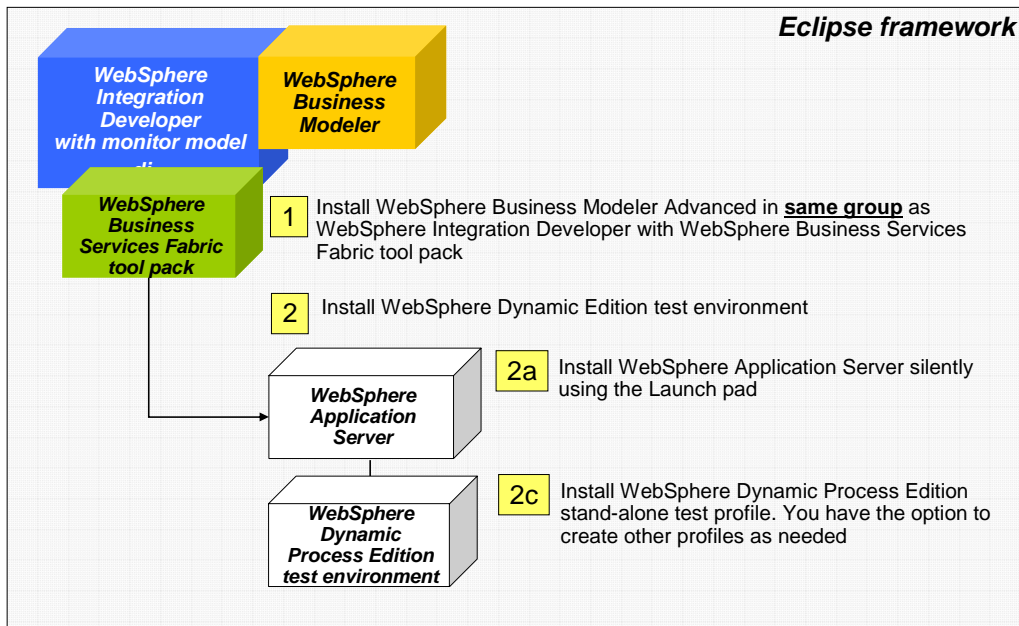 Eclipse framework
WebSphere
Integration
Developer
with monitor model
WebSphere
Business
Modeler
WebSphere
Business
Services Fabric
tool pack
1
Install WebSphere Business Modeler Advanced in same group as
WebSphere Integration Developer with WebSphere Business Services
Fabric tool pack
2
Install WebSphere Dynamic Edition test environment
2a
Install WebSphere Application Server silently
using the Launch pad
WebSphere
Application
Server
2c
Install WebSphere Dynamic Process Edition
stand-alone test profile. You have the option to
create other profiles as needed
WebSphere
Dynamic
Process Edition
test environment